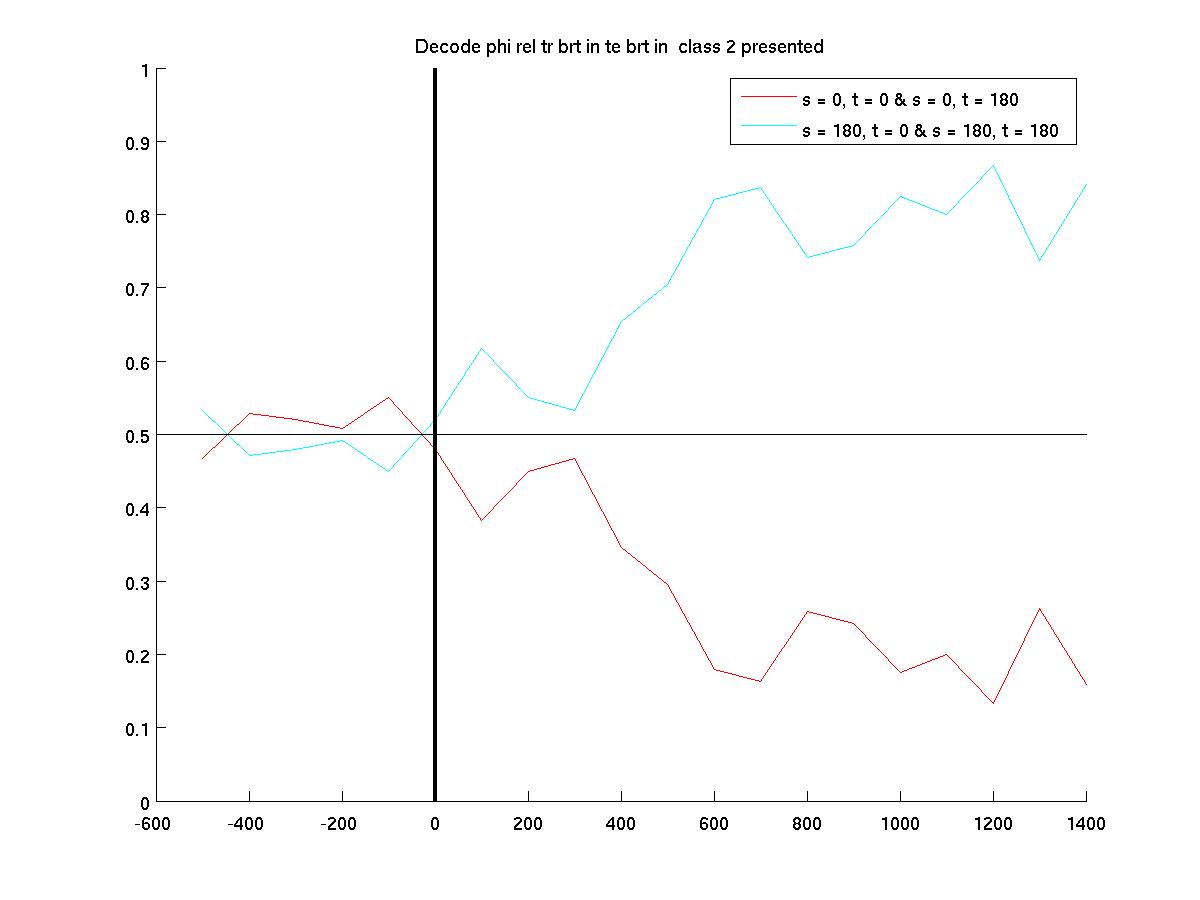 Decode phi rel tr brt in te brt in  class 2 presented
s = 0, t = 0 & s = 0, t = 180
s = 180, t = 0 & s = 180, t = 180
1
0.9
0.8
0.7
0.6
0.5
0.4
0.3
0.2
0.1
0
-600 -400 -200 0 200 400 600 800 1000 1200 1400